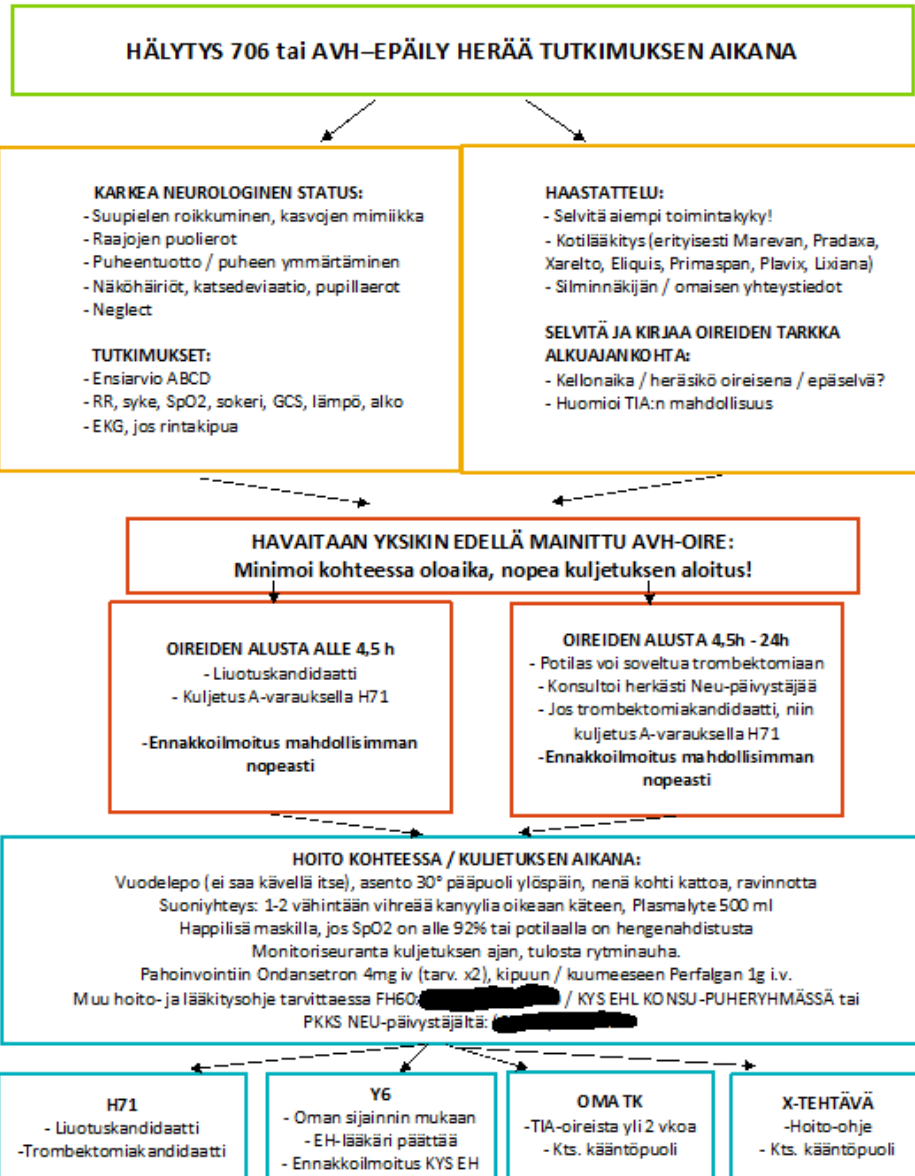 HÄLYTYS 706 tai AVH–EPÄILY HERÄÄ TUTKIMUKSEN AIKANA
KARKEA NEUROLOGINEN STATUS:
- Suupielen roikkuminen, kasvojen mimiikka
- Raajojen puolierot
- Puheentuotto / puheen ymmärtäminen
- Näköhäiriöt, katsedeviaatio, pupillaerot
- Neglect
TUTKIMUKSET:
- Ensiarvio ABCD
- RR, syke, SpO2, sokeri, GCS, lämpö, alko
- EKG, jos rintakipua
HAASTATTELU:
- Selvitä aiempi toimintakyky!
- Kotilääkitys (erityisesti Marevan, Pradaxa,
Xarelto, Eliquis, Primaspan, Plavix, Lixiana)
- Silminnäkijän / omaisen yhteystiedot
SELVITÄ JA KIRJAA OIREIDEN TARKKA
ALKUAJANKOHTA:
- Kellonaika / heräsikö oireisena / epäselvä?
- Huomioi TIA:n mahdollisuus
HAVAITAAN YKSIKIN EDELLÄ MAINITTU AVH-OIRE:
Minimoi kohteessa oloaika, nopea kuljetuksen aloitus!
OIREIDEN ALUSTA ALLE 4,5 h
- Liuotuskandidaatti
- Kuljetus A-varauksella H71
-Ennakkoilmoitus mahdollisimman
nopeasti
OIREIDEN ALUSTA 4,5h - 24h
- Potilas voi soveltua trombektomiaan
- Konsultoi herkästi Neu-päivystäjää
- Jos trombektomiakandidaatti, niin
kuljetus A-varauksella H71
-Ennakkoilmoitus mahdollisimman
nopeasti
HOITO KOHTEESSA / KULJETUKSEN AIKANA:
Vuodelepo (ei saa kävellä itse), asento 30° pääpuoli ylöspäin, nenä kohti kattoa, ravinnotta
Suoniyhteys: 1-2 vähintään vihreää kanyylia oikeaan käteen, Plasmalyte 500 ml
Happilisä maskilla, jos SpO2 on alle 92% tai potilaalla on hengenahdistusta
Monitoriseuranta kuljetuksen ajan, tulosta rytminauha.
Pahoinvointiin Ondansetron 4mg iv (tarv. x2), kipuun / kuumeeseen Perfalgan 1g i.v.
Muu hoito- ja lääkitysohje tarvittaessa FH60: / KYS EHL KONSU-PUHERYHMÄSSÄ tai
PKKS NEU-päivystäjältä: (
H71
- Liuotuskandidaatti
-Trombektomiakandidaatti
Y6
- Oman sijainnin mukaan
- EH-lääkäri päättää
- Ennakkoilmoitus KYS EH
OMA TK
-TIA-oireista yli 2 vkoa
- Kts. kääntöpuoli
X-TEHTÄVÄ
-Hoito-ohje
- Kts. kääntöpuoli